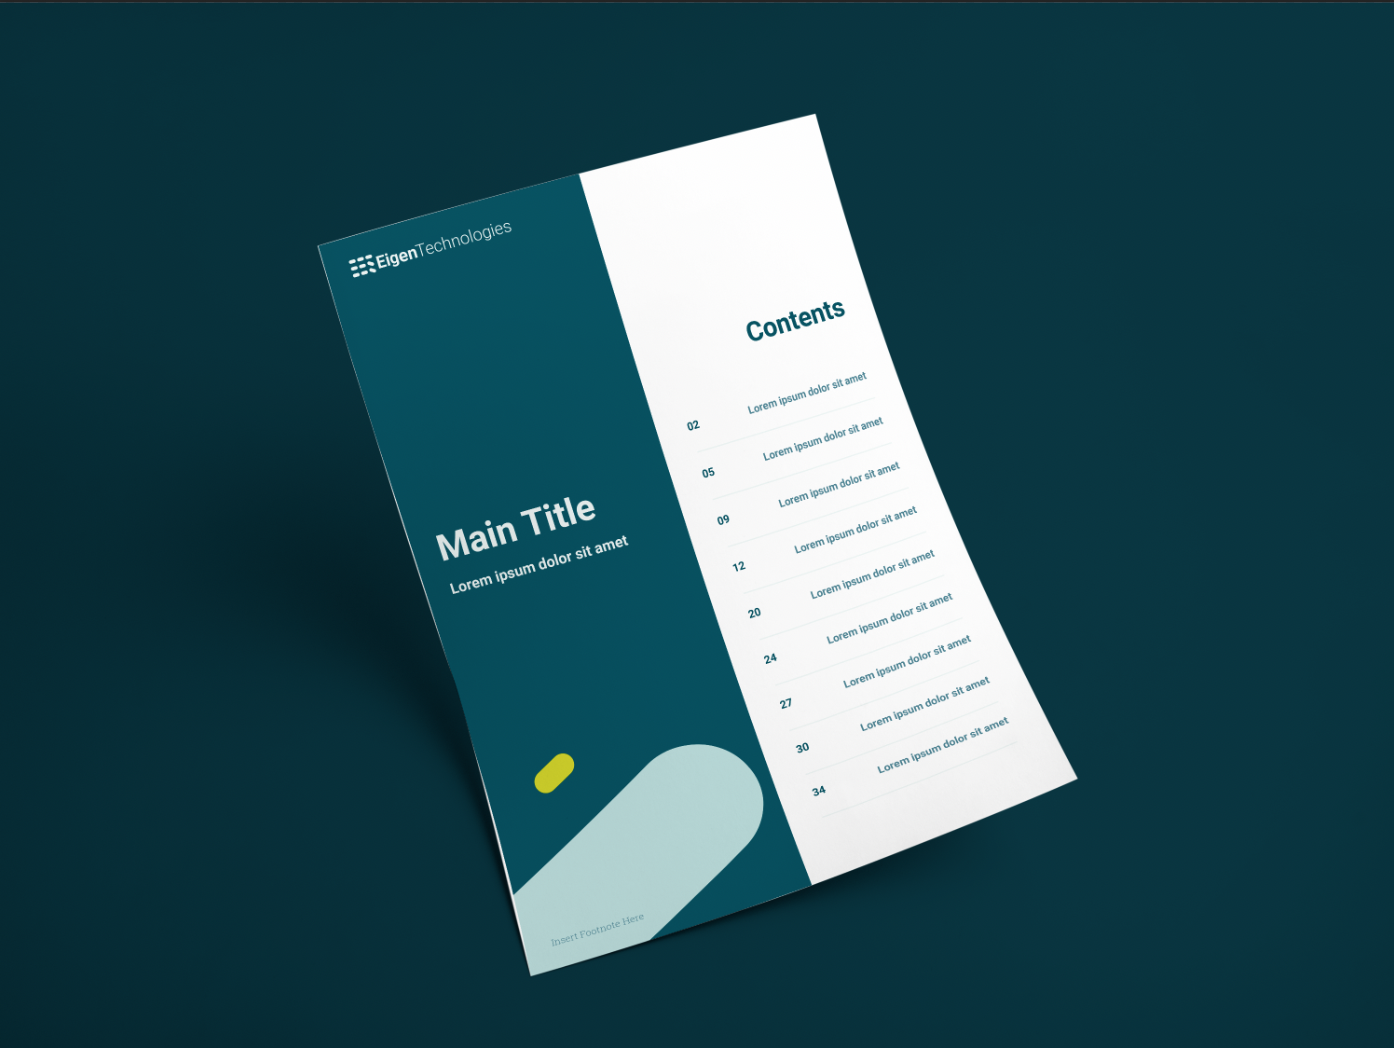 EigenTechnologies
Main Title
Lorem ipsum dolor sit amet
Insert Footnote Here
Contents
02 Lorem ipsum dolor sit amet
05 Lorem ipsum dolor sit amet
09 Lorem ipsum dolor sit amet
12 Lorem ipsum dolor sit amet
20 Lorem ipsum dolor sit amet
24 Lorem ipsum dolor sit amet
27 Lorem ipsum dolor sit amet
30 Lorem ipsum dolor sit amet
34 Lorem ipsum dolor sit amet